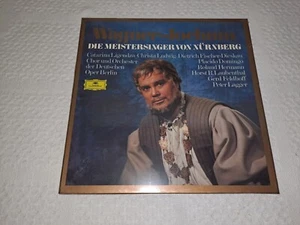 Wagner · Jochum
DIE MEISTERSINGER VON NÜRNBERG
Catarina Ligendza · Christa Ludwig · Dietrich Fischer-Dieskau
Chor und Orchester
der Deutschen
Oper Berlin
Placido Domingo
Roland Hermann
Horst R. Laubenthal
Gerd Feldhoff
Peter Lagger